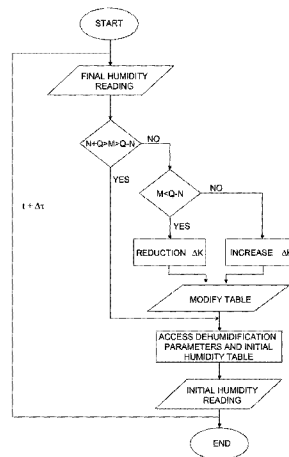 START
FINAL HUMIDITY
READING
N+Q>M>Q-N
NO
YES
M<Q-N
NO
t + Δτ
YES
REDUCTION ΔK
INCREASE ΔK
MODIFY TABLE
ACCESS DEHUMIDIFICATION
PARAMETERS AND INITIAL
HUMIDITY TABLE
INITIAL HUMIDITY
READING
END